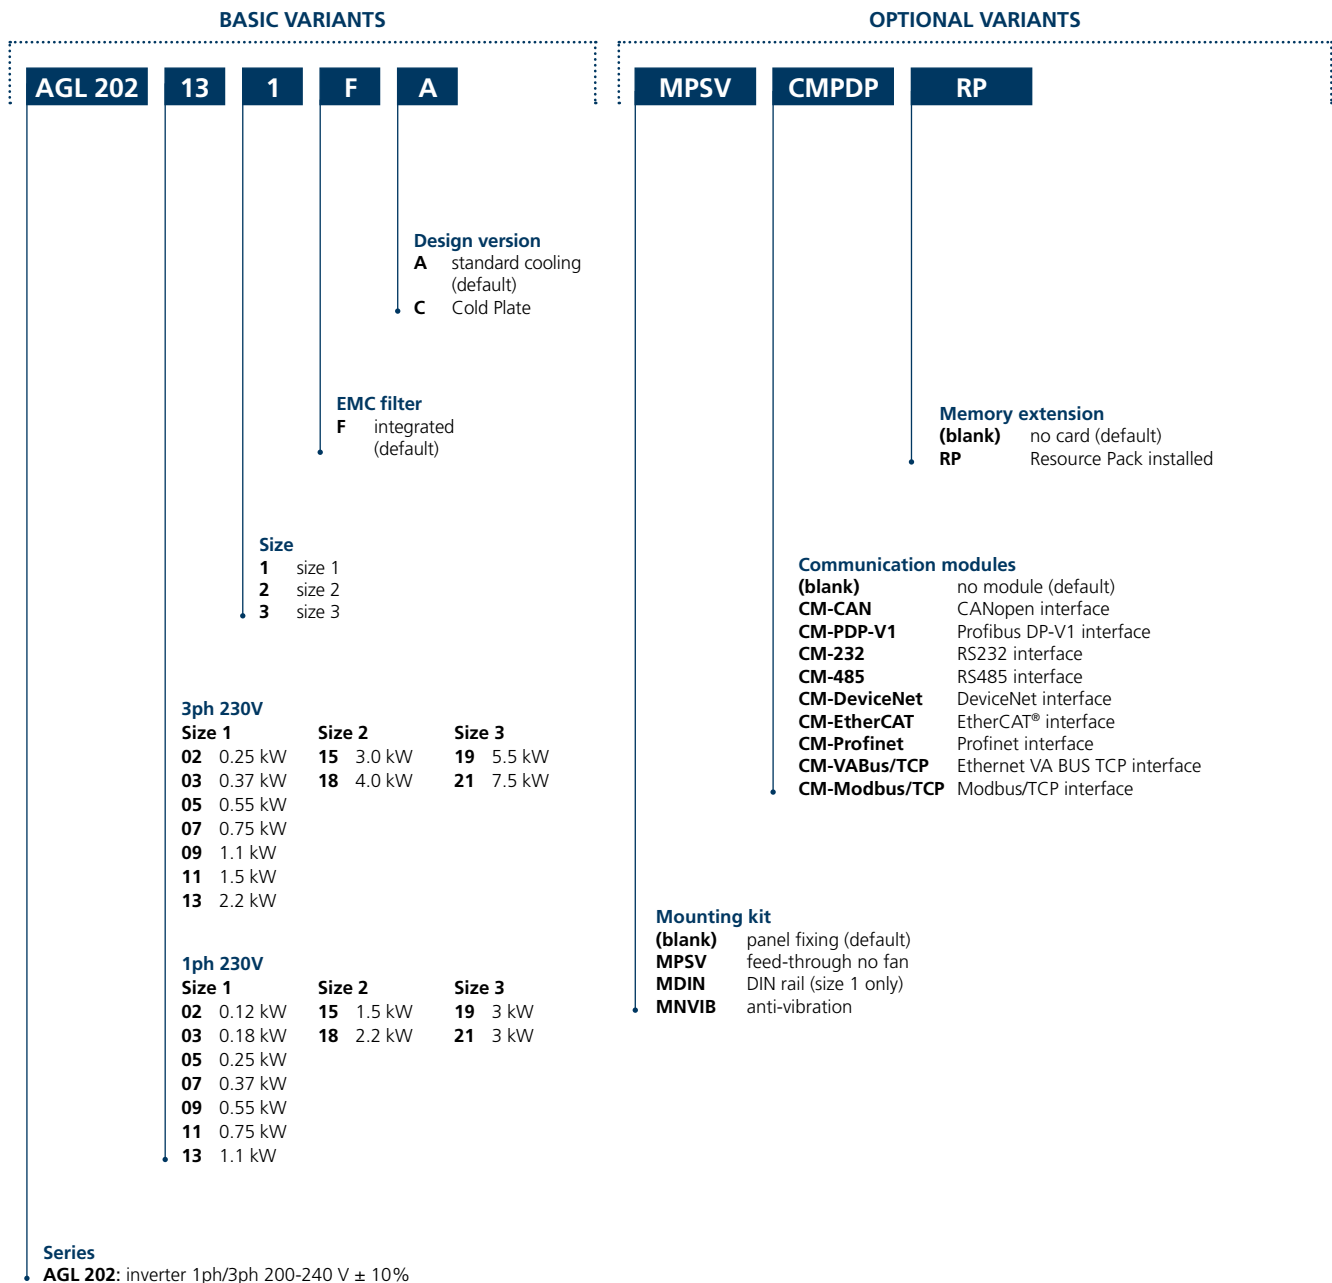 BASIC VARIANTS
OPTIONAL VARIANTS
AGL 202 13 1 F A MPSV CMPDP RP
Design version
A standard cooling
(default)
C Cold Plate
EMC filter
F integrated
(default)
Memory extension
(blank) no card (default)
RP Resource Pack installed
Size
1 size 1
2 size 2
3 size 3
Communication modules
(blank) no module (default)
CM-CAN CANopen interface
CM-PDP-V1 Profibus DP-V1 interface
CM-232 RS232 interface
CM-485 RS485 interface
CM-DeviceNet DeviceNet interface
CM-EtherCAT EtherCAT® interface
CM-Profinet Profinet interface
CM-VABus/TCP Ethernet VA BUS TCP interface
CM-Modbus/TCP Modbus/TCP interface
3ph 230V
Size 1 Size 2 Size 3
02 0.25 kW 15 3.0 kW 19 5.5 kW
03 0.37 kW 18 4.0 kW 21 7.5 kW
05 0.55 kW
07 0.75 kW
09 1.1 kW
11 1.5 kW
13 2.2 kW
Mounting kit
(blank) panel fixing (default)
MPSV feed-through no fan
MDIN DIN rail (size 1 only)
MNVIB anti-vibration
1ph 230V
Size 1 Size 2 Size 3
02 0.12 kW 15 1.5 kW 19 3 kW
03 0.18 kW 18 2.2 kW 21 3 kW
05 0.25 kW
07 0.37 kW
09 0.55 kW
11 0.75 kW
13 1.1 kW
Series
AGL 202: inverter 1ph/3ph 200-240 V ± 10%